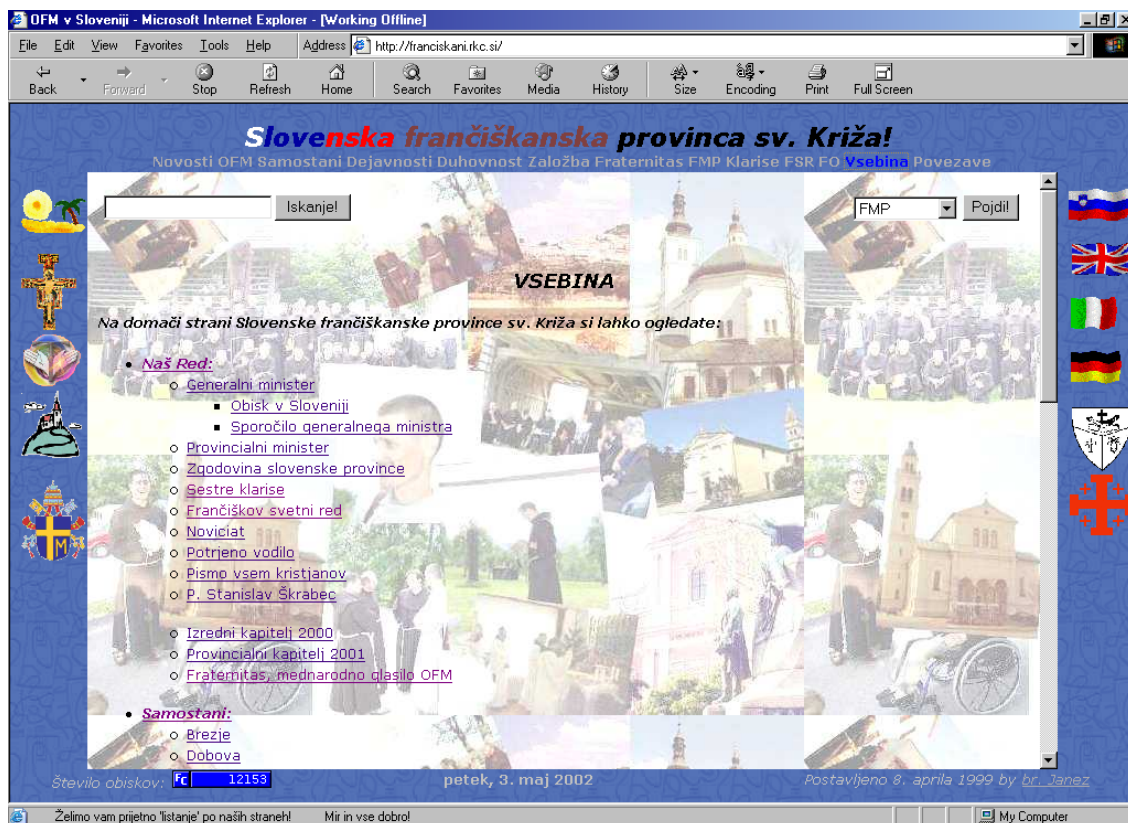 OFM v Sloveniji - Microsoft Internet Explorer - [Working Offline]
File Edit View Favorites Tools Help Address http://franciskani.rkc.si/
Back Forward Stop Refresh Home Search Favorites Media History Size Encoding Print Full Screen
Slovenska frančiškanska provinca sv. Križa!
Novosti OFM Samostani Dejavnosti Duhovnost Založba Fraternitas FMP Klarise FSR FO Vsebina Povezave
Iskanje! FMP Pojdi!
VSEBINA
Na domači strani Slovenske frančiškanske province sv. Križa si lahko ogledate:
Naš Red:
Generalni minister
Obisk v Sloveniji
Sporočilo generalnega ministra
Provincialni minister
Zgodovina slovenske province
Sestre klarise
Frančiškov svetni red
Noviciat
Potrjeno vodilo
Pismo vsem kristjanov
P. Stanislav Škrabec
Izredni kapitelj 2000
Provincialni kapitelj 2001
Fraternitas, mednarodno glasilo OFM
Samostani:
Brezje
Dobova
Število obiskov: FC 12153 petek, 3. maj 2002 Postavljeno 8. aprila 1999 by br. Janez
Želimo vam prijetno 'listanje' po naših straneh! Mir in vse dobro! My Computer